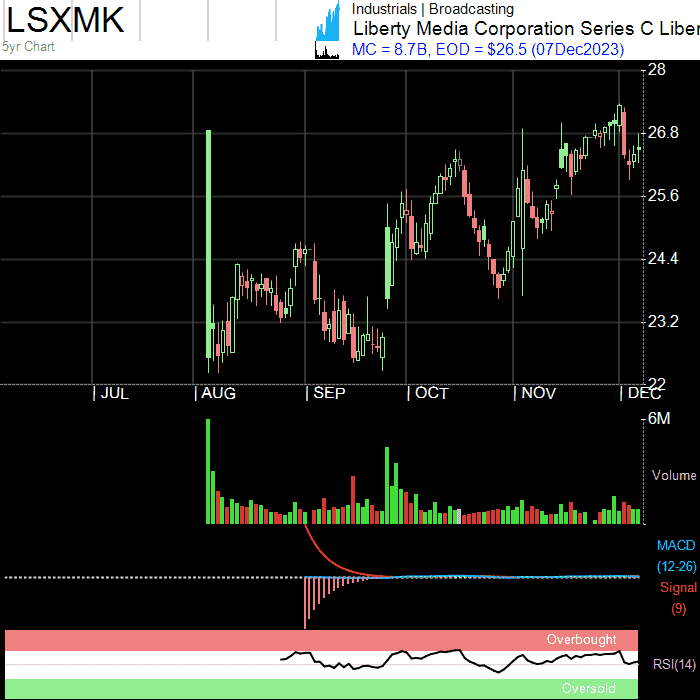 LSXMK
5yr Chart
Industrials | Broadcasting
Liberty Media Corporation Series C Liber
MC = 8.7B, EOD = $26.5 (07Dec2023)
28
26.8
25.6
24.4
23.2
22
JUL
AUG
SEP
OCT
NOV
DEC
6M
Volume
MACD
(12-26)
Signal
(9)
Overbought
RSI(14)
Oversold